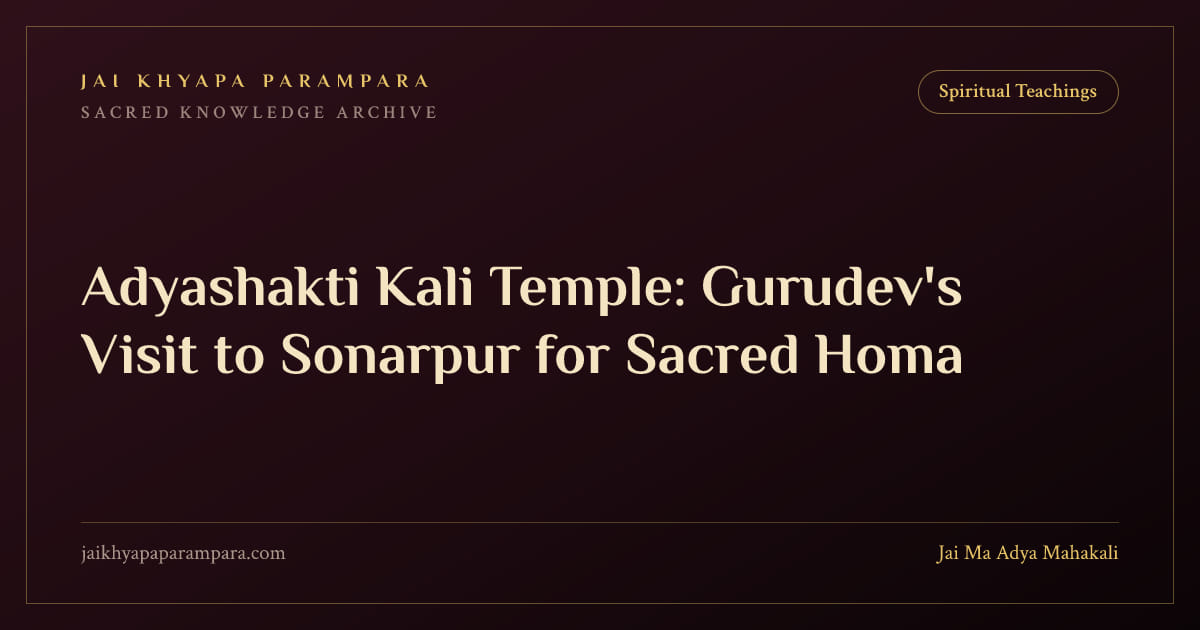 JAI KHYAPA PARAMPARA
SACRED KNOWLEDGE ARCHIVE
Spiritual Teachings
Adyashakti Kali Temple: Gurudev's
Visit to Sonarpur for Sacred Homa
jaikhyapaparampara.com
Jai Ma Adya Mahakali